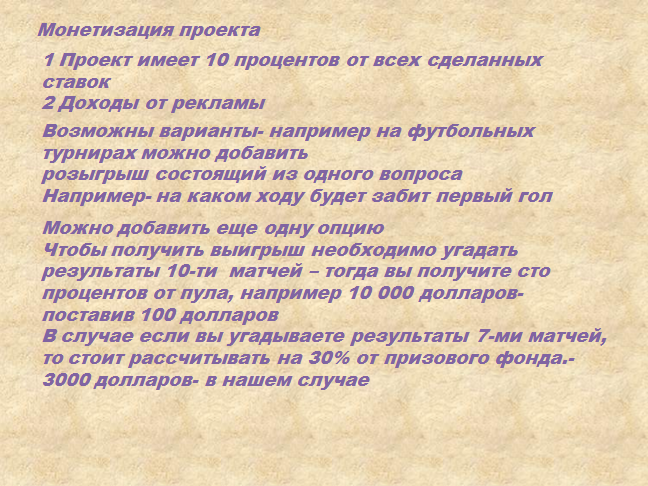 Монетизация проекта
1 Проект имеет 10 процентов от всех сделанных
ставок
2 Доходы от рекламы
Возможны варианты- например на футбольных
турнирах можно добавить
розыгрыш состоящий из одного вопроса
Например- на каком ходу будет забит первый гол
Можно добавить еще одну опцию
Чтобы получить выигрыш необходимо угадать
результаты 10-ти матчей – тогда вы получите сто
процентов от пула, например 10 000 долларов-
поставив 100 долларов
В случае если вы угадываете результаты 7-ми матчей,
то стоит рассчитывать на 30% от призового фонда.-
3000 долларов- в нашем случае